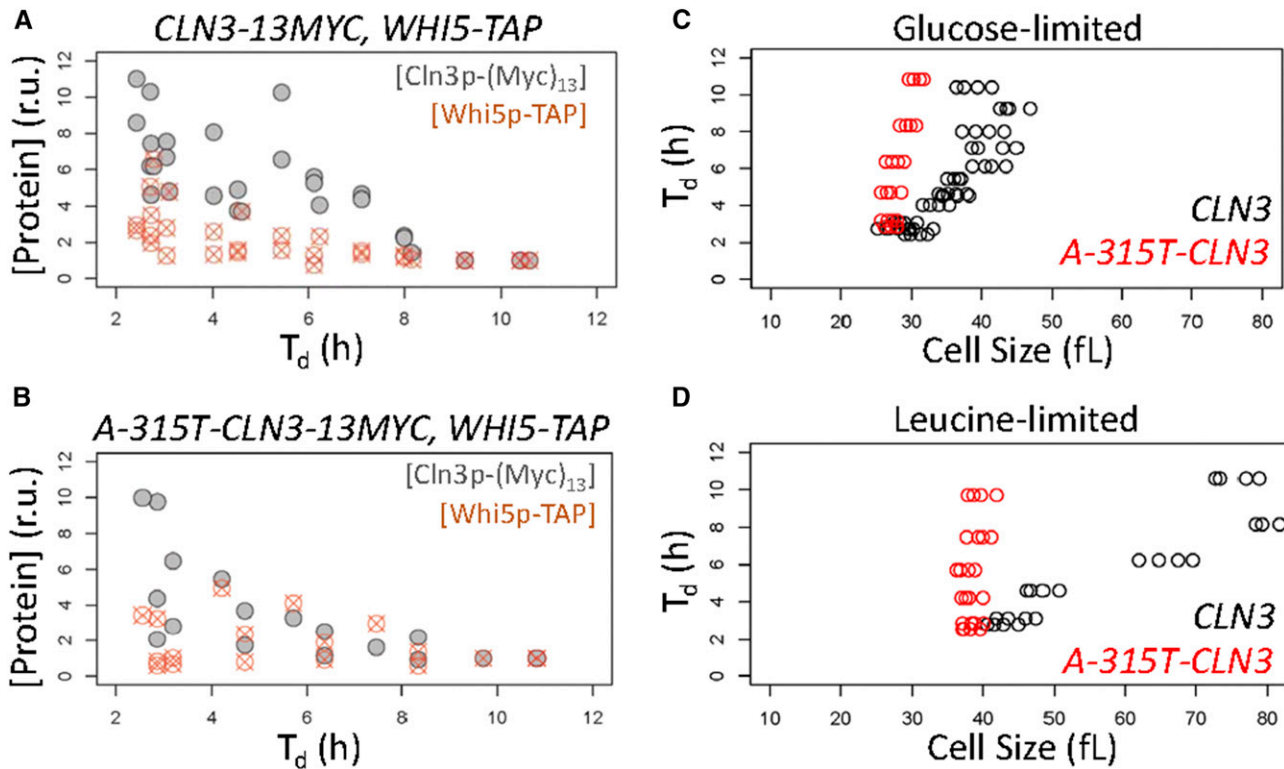 A
CLN3-13MYC, WHI5-TAP
[Cln3p-(Myc)13]
[Whi5p-TAP]
[Protein] (r.u.)
12
10
8
6
4
2
0
2 4 6 8 10 12
Td (h)
B
A-315T-CLN3-13MYC, WHI5-TAP
[Cln3p-(Myc)13]
[Whi5p-TAP]
[Protein] (r.u.)
12
10
8
6
4
2
0
2 4 6 8 10 12
Td (h)
C
Glucose-limited
Td (h)
12
10
8
6
4
2
0
CLN3
A-315T-CLN3
10 20 30 40 50 60 70 80
Cell Size (fL)
D
Leucine-limited
Td (h)
12
10
8
6
4
2
0
CLN3
A-315T-CLN3
10 20 30 40 50 60 70 80
Cell Size (fL)